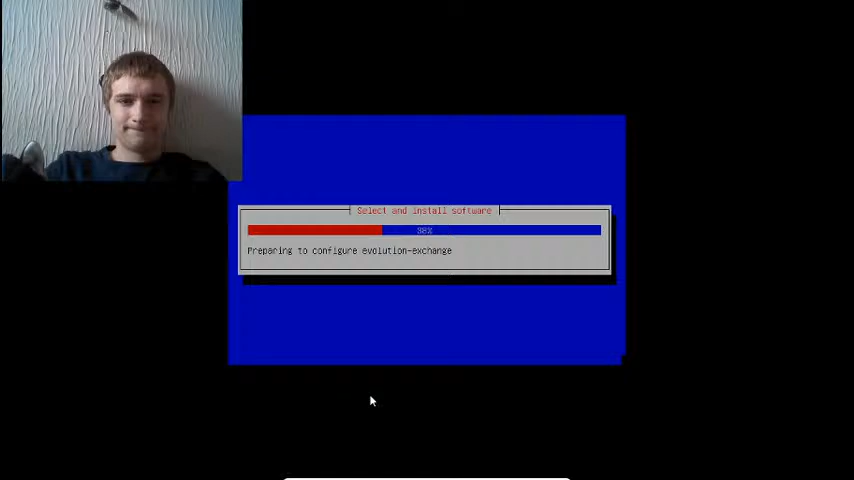 Select and install software
38%
Preparing to configure evolution-exchange